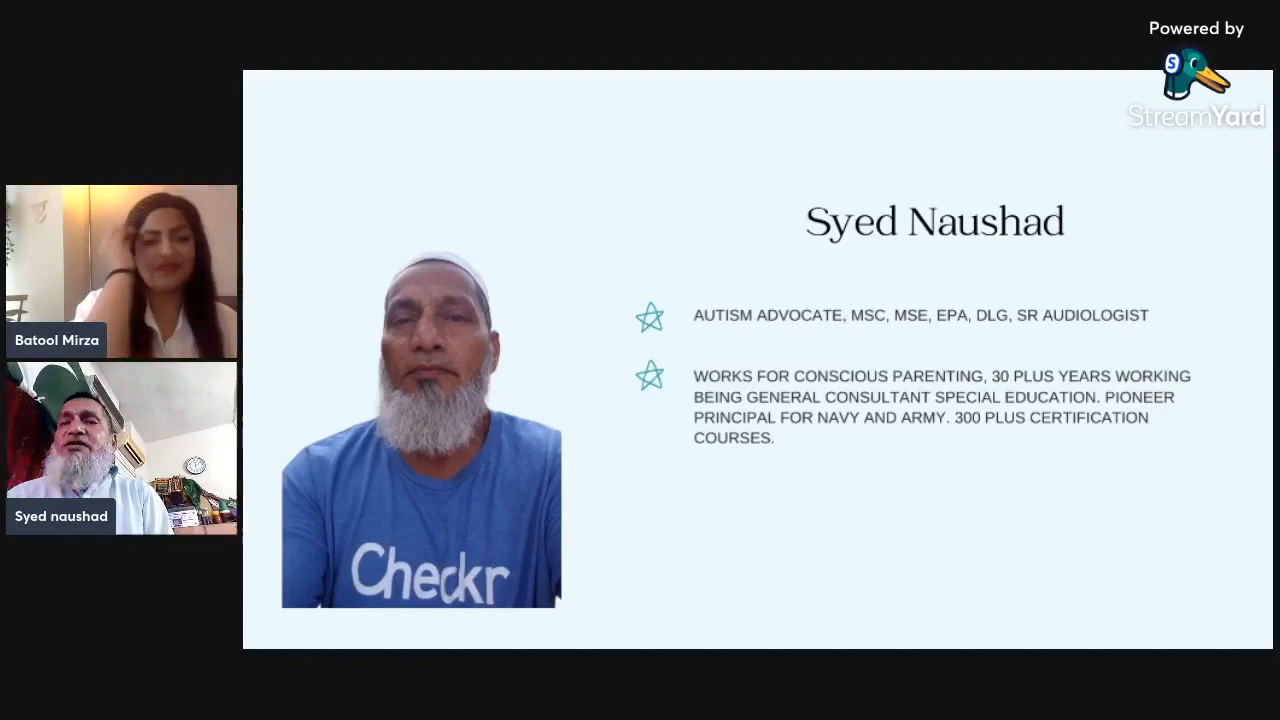 Powered by
S
StreamYard
Syed Naushad
AUTISM ADVOCATE, MSC, MSE, EPA, DLG, SR AUDIOLOGIST
WORKS FOR CONSCIOUS PARENTING, 30 PLUS YEARS WORKING
BEING GENERAL CONSULTANT SPECIAL EDUCATION. PIONEER
PRINCIPAL FOR NAVY AND ARMY. 300 PLUS CERTIFICATION
COURSES.
Checkr
Batool Mirza
Syed naushad